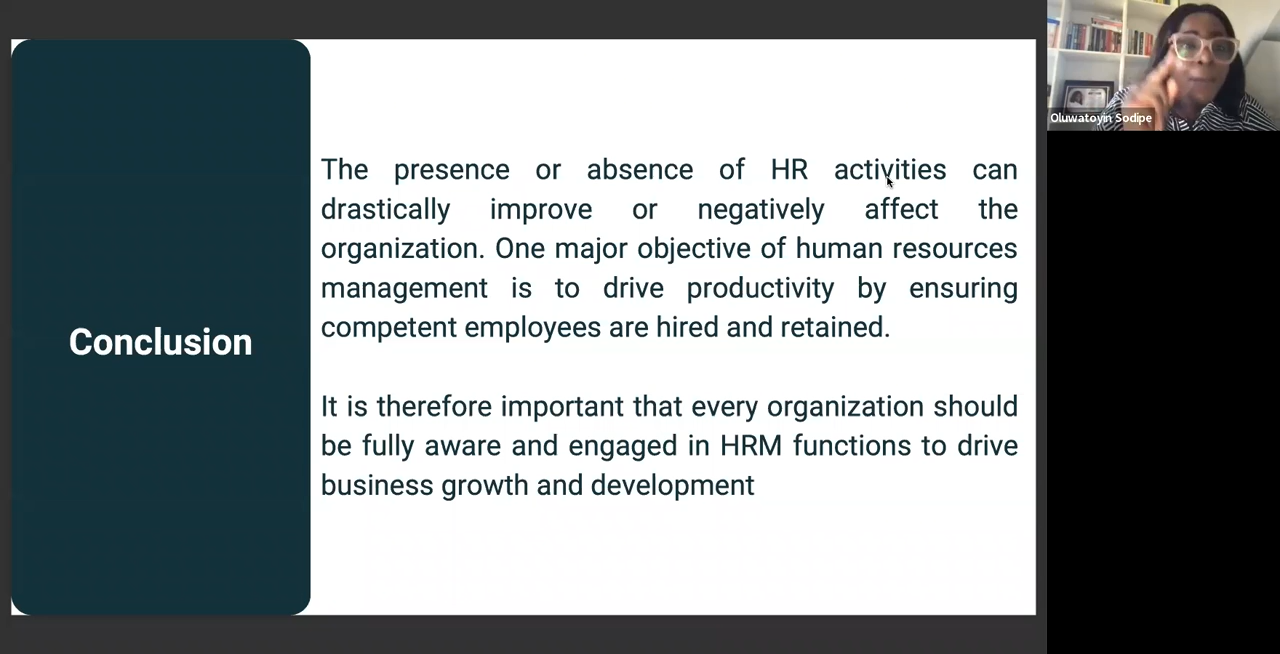 Conclusion
The presence or absence of HR activities can
drastically improve or negatively affect the
organization. One major objective of human resources
management is to drive productivity by ensuring
competent employees are hired and retained.
It is therefore important that every organization should
be fully aware and engaged in HRM functions to drive
business growth and development
Oluwatoyin Sodipe